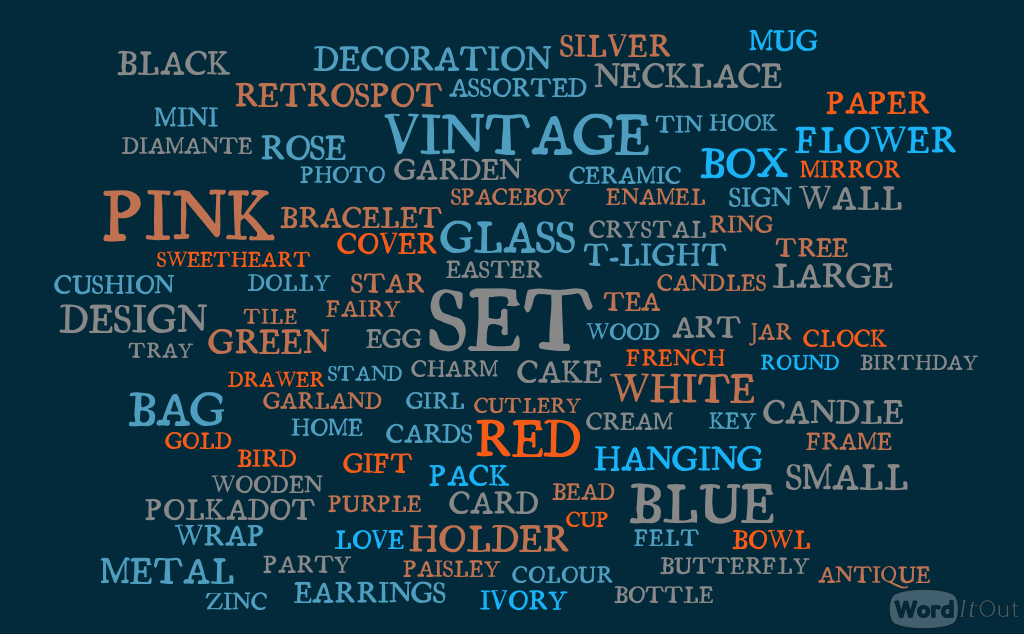 MUG
SILVER
DECORATION
BLACK
NECKLACE
ASSORTED
RETROSPOT
PAPER
MINI
TIN
HOOK
VINTAGE
FLOWER
DIAMANTE
ROSE
BOX
MIRROR
GARDEN
PHOTO
CERAMIC
SPACEBOY
ENAMEL
SIGN
WALL
PINK
BRACELET
CRYSTAL
RING
COVER
GLASS
TREE
T-LIGHT
SWEETHEART
EASTER
CUSHION
DOLLY
STAR
CANDLES
LARGE
TEA
FAIRY
DESIGN
TILE
SET
EGG
WOOD
ART
JAR
CLOCK
GREEN
TRAY
FRENCH
ROUND
BIRTHDAY
DRAWER
STAND
CHARM
CAKE
WHITE
GARLAND
GIRL
CUTLERY
BAG
CANDLE
CREAM
KEY
HOME
CARDS
RED
GOLD
FRAME
BIRD
GIFT
HANGING
PACK
SMALL
WOODEN
BEAD
POLKADOT
PURPLE
CARD
BLUE
CUP
WRAP
LOVE
HOLDER
FELT
BOWL
METAL
PARTY
PAISLEY
COLOUR
BUTTERFLY
ANTIQUE
ZINC
EARRINGS
IVORY
BOTTLE
WordItOut